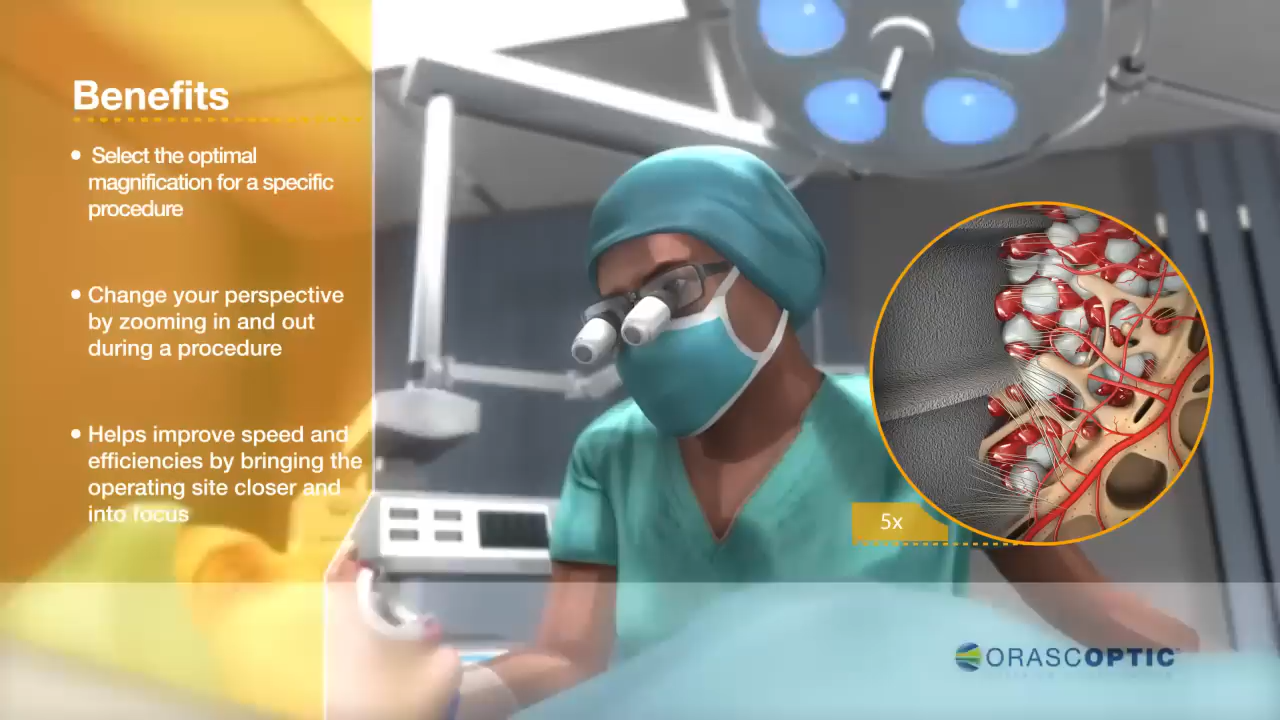 Benefits
• Select the optimal
magnification for a specific
procedure
• Change your perspective
by zooming in and out
during a procedure
• Helps improve speed and
efficiencies by bringing the
operating site closer and
into focus
5x
ORASCOPTIC